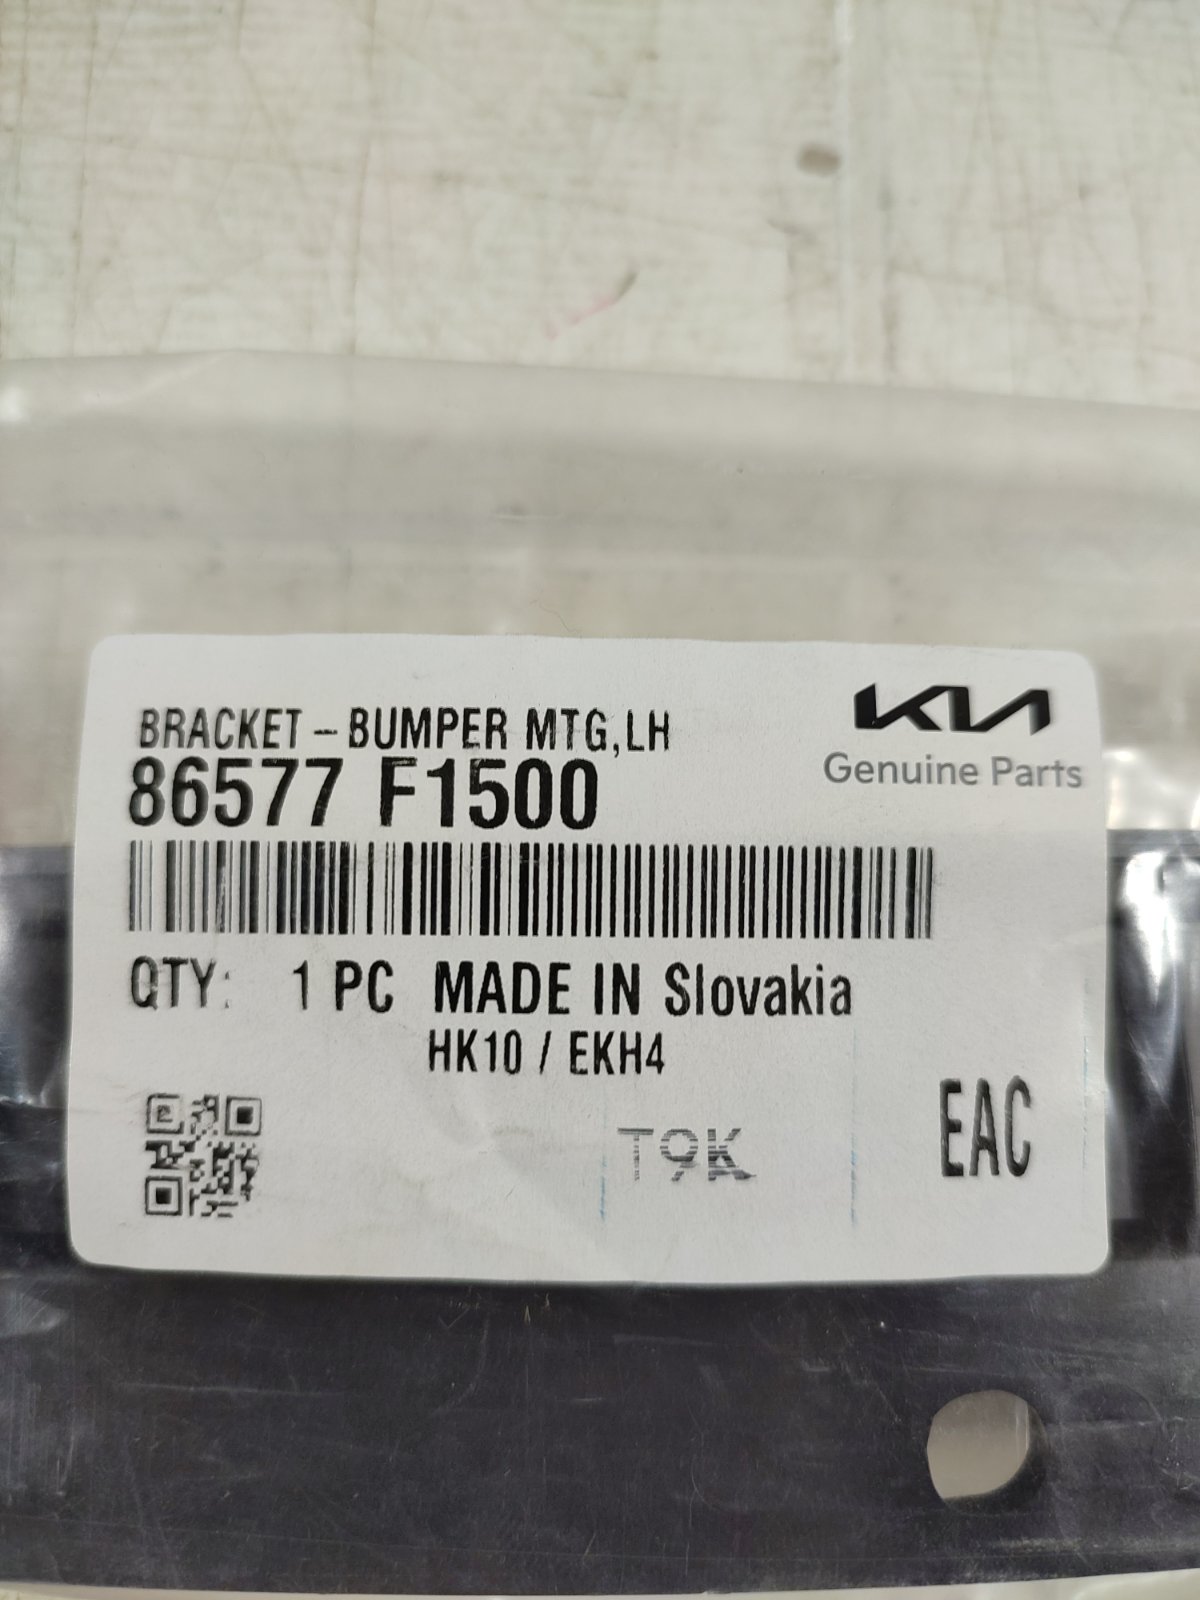 BRACKET-BUMPER MTG,LH
KIA
86577 F1500
Genuine Parts
QTY: 1 PC MADE IN Slovakia
HK10 / EKH4
T9K
EAC